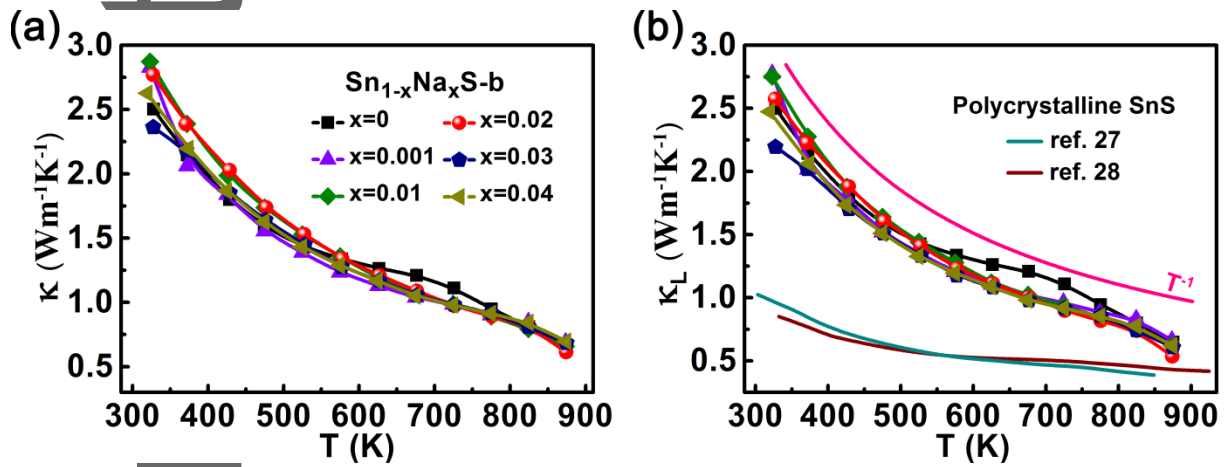 (a)
3.0
2.5
2.0
1.5
1.0
0.5
κ (Wm⁻¹K⁻¹)
Sn₁₋ₓNaₓS-b
x=0
x=0.02
x=0.001
x=0.03
x=0.01
x=0.04
300 400 500 600 700 800 900
T (K)
(b)
3.0
2.5
2.0
1.5
1.0
0.5
κL (Wm⁻¹K⁻¹)
Polycrystalline SnS
ref. 27
ref. 28
T⁻¹
300 400 500 600 700 800 900
T (K)